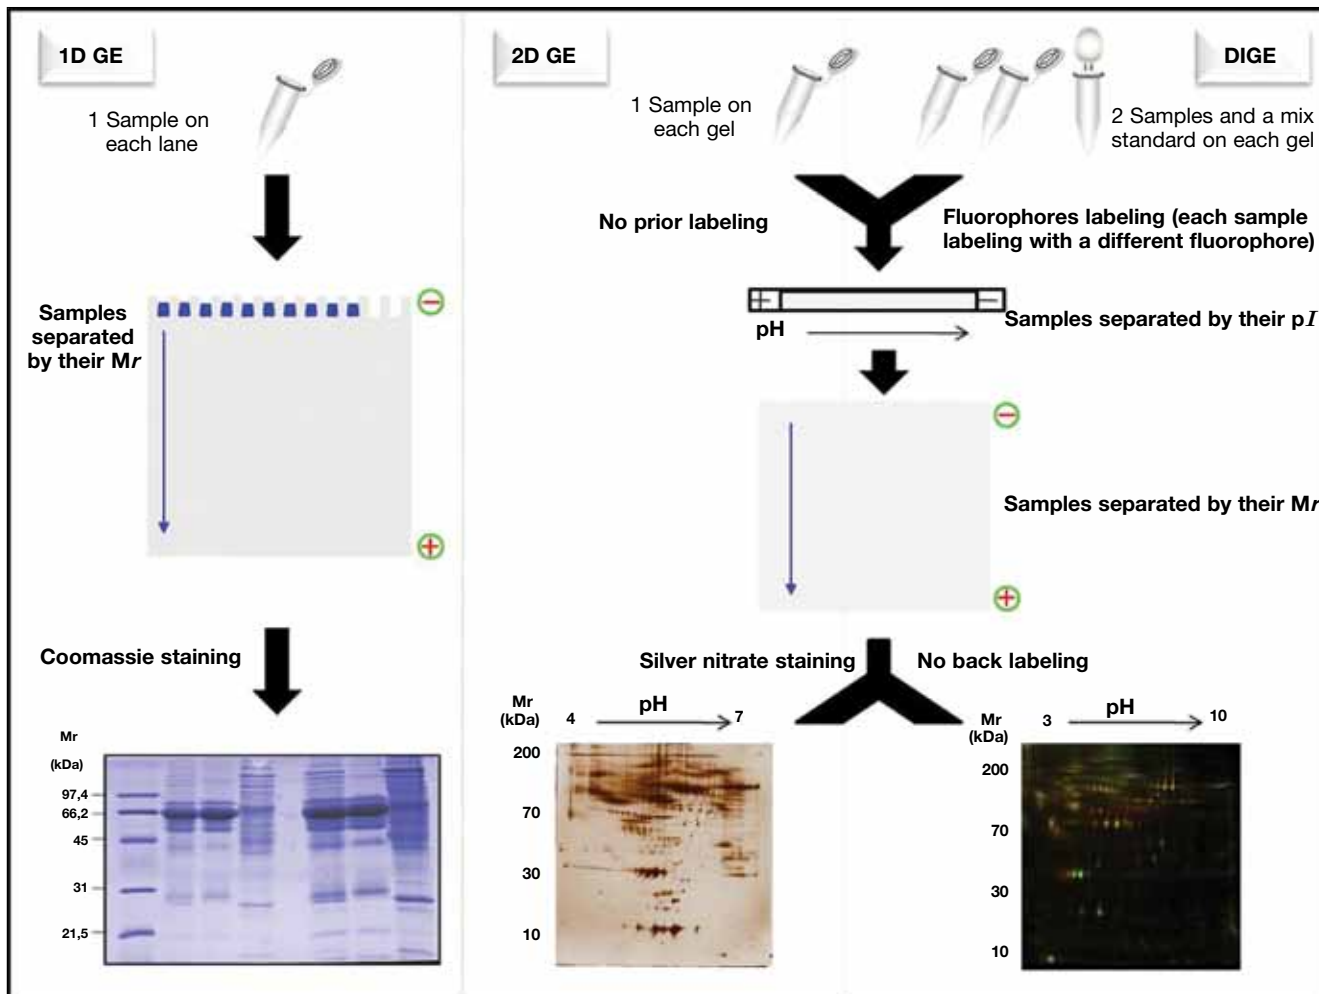 1D GE
1 Sample on
each lane
Samples
separated
by their Mr
−
+
Coomassie staining
Mr
(kDa)
97,4
66,2
45
31
21,5
2D GE
1 Sample on
each gel
DIGE
2 Samples and a mix
standard on each gel
No prior labeling
Fluorophores labeling (each sample
labeling with a different fluorophore)
+
−
pH
Samples separated by their pI
−
Samples separated by their Mr
+
Silver nitrate staining
No back labeling
Mr
(kDa)
4 pH 7
200
70
30
10
Mr
(kDa)
3 pH 10
200
70
30
10